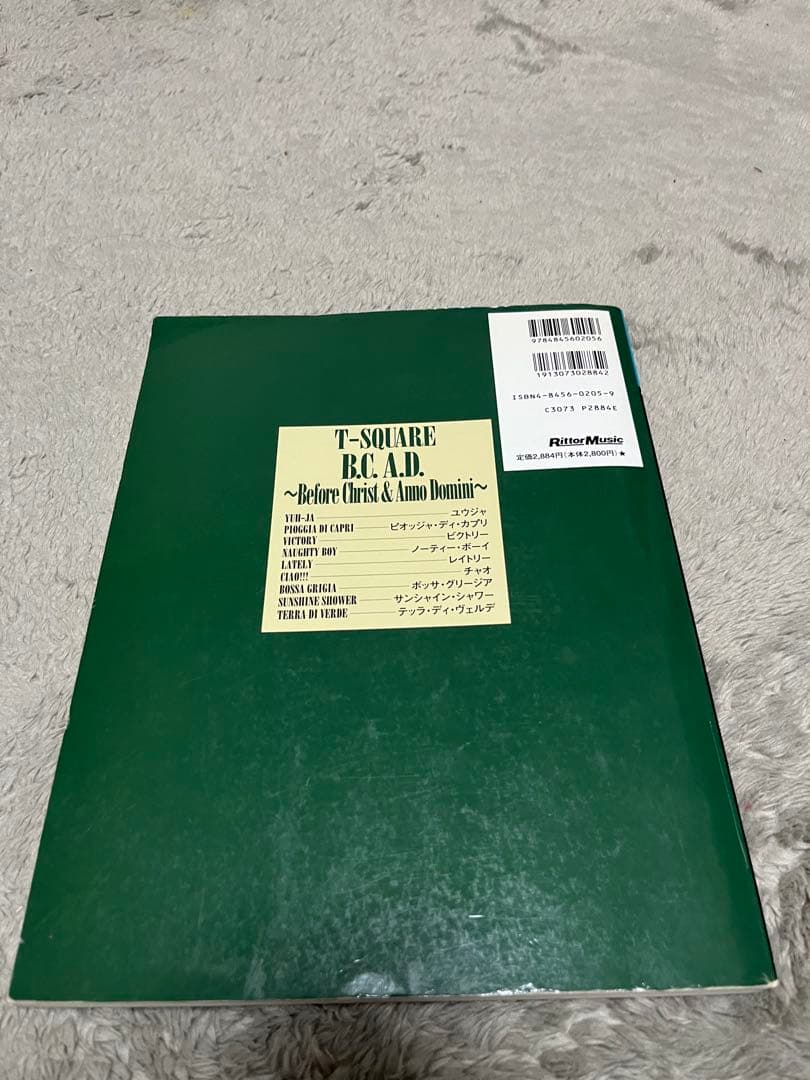 9784845602056
1913073028842
ISBN4-8456-0205-9
C3073 P2884E
RittorMusic
定価2,884円(本体2,800円)★
T-SQUARE
B.C. A.D.
~Before Christ & Anno Domini~
YUH-JA ユウジャ
PIOGGIA DI CAPRI ピオッジャ・ディ・カプリ
VICTORY ビクトリー
NAUGHTY BOY ノーティー・ボーイ
LATELY レイトリー
CIAO!!! チャオ
BOSSA GRIGIA ボッサ・グリージア
SUNSHINE SHOWER サンシャイン・シャワー
TERRA DI VERDE テッラ・ディ・ヴェルデ